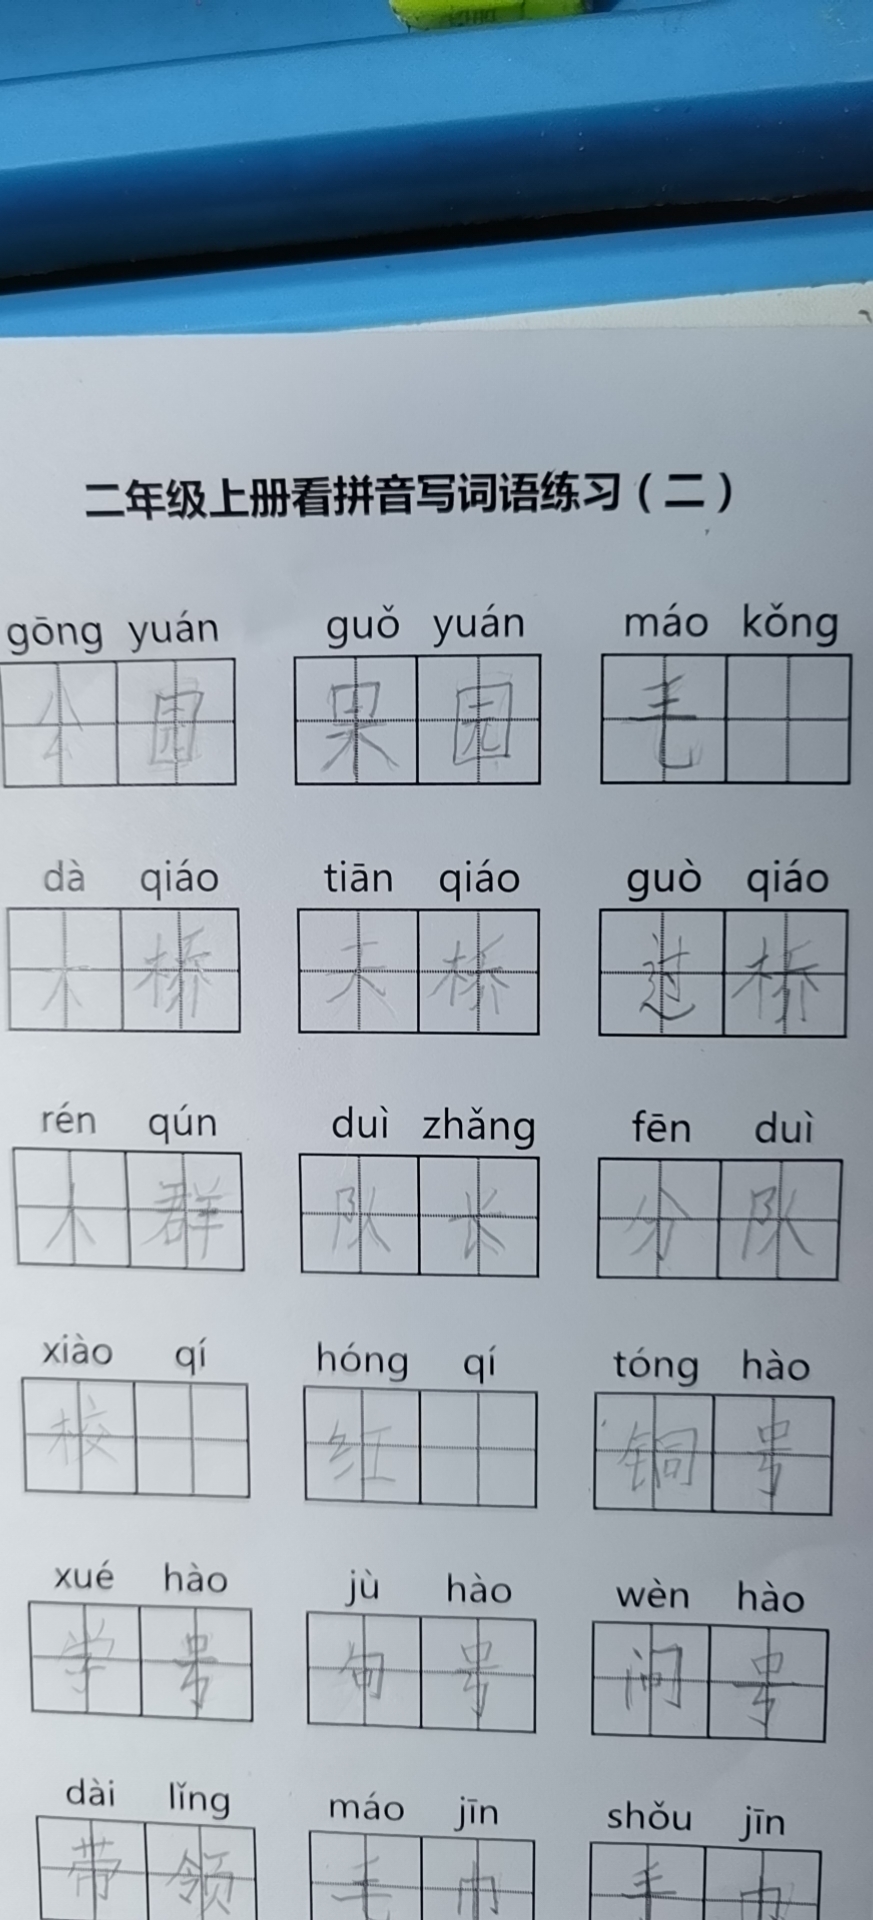 二年级上册看拼音写词语练习（二）
gōng yuán guǒ yuán máo kǒng
公园 果园 毛
dà qiáo tiān qiáo guò qiáo
大桥 天桥 过桥
rén qún duì zhǎng fēn duì
人群 队长 分队
xiào qí hóng qí tóng hào
校 红 铜号
xué hào jù hào wèn hào
学号 句号 问号
dài lǐng máo jīn shǒu jīn
带领 毛巾 手巾